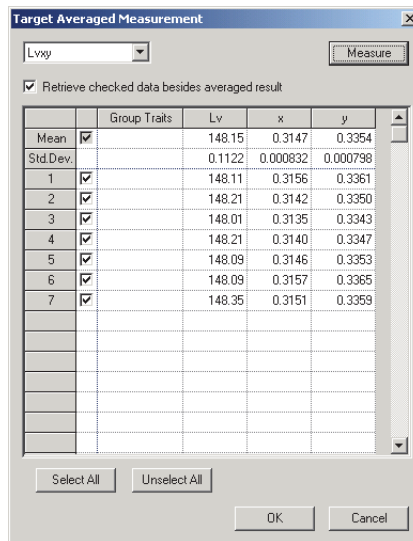 Target Averaged Measurement
Lvxy
Measure
Retrieve checked data besides averaged result
Group Traits Lv x y
Mean 148.15 0.3147 0.3354
Std.Dev. 0.1122 0.000832 0.000798
1 148.11 0.3156 0.3361
2 148.21 0.3142 0.3350
3 148.01 0.3135 0.3343
4 148.21 0.3140 0.3347
5 148.09 0.3146 0.3353
6 148.09 0.3157 0.3365
7 148.35 0.3151 0.3359
Select All Unselect All
OK Cancel